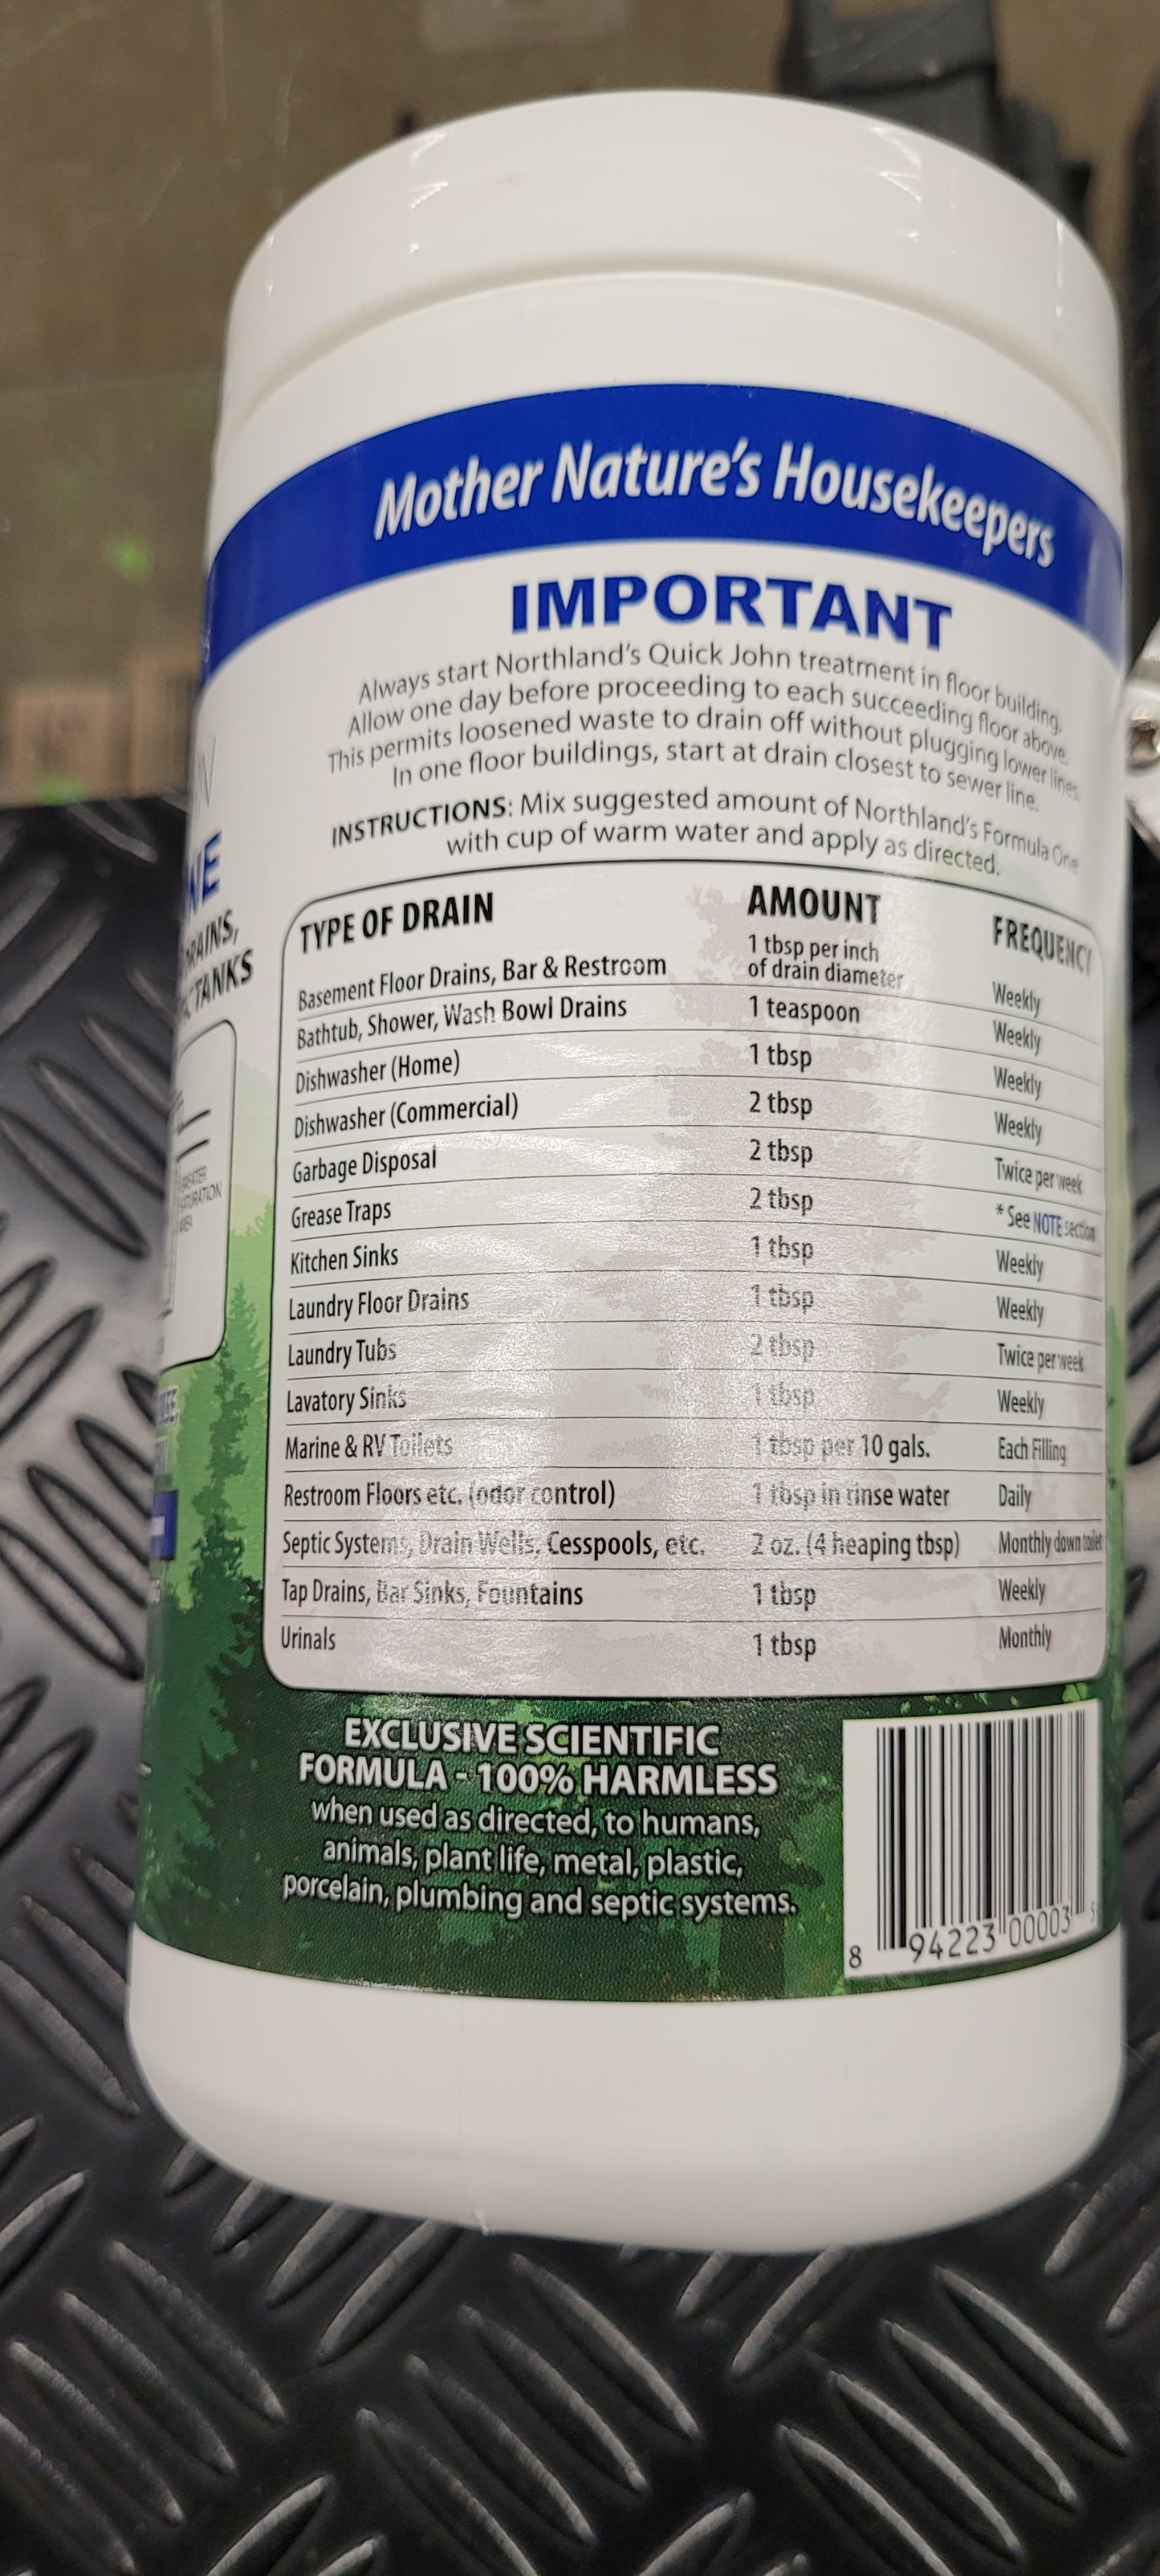 Mother Nature's Housekeepers
IMPORTANT
Always start Northland's Quick John treatment in floor building.
Allow one day before proceeding to each succeeding floor above.
This permits loosened waste to drain off without plugging lower lines.
In one floor buildings, start at drain closest to sewer line.
INSTRUCTIONS: Mix suggested amount of Northland's Formula One
with cup of warm water and apply as directed.
TYPE OF DRAIN AMOUNT FREQUENCY
Basement Floor Drains, Bar & Restroom 1 tbsp per inch of drain diameter Weekly
Bathtub, Shower, Wash Bowl Drains 1 teaspoon Weekly
Dishwasher (Home) 1 tbsp Weekly
Dishwasher (Commercial) 2 tbsp Weekly
Garbage Disposal 2 tbsp Twice per week
Grease Traps 2 tbsp * See NOTE section
Kitchen Sinks 1 tbsp Weekly
Laundry Floor Drains 1 tbsp Weekly
Laundry Tubs 2 tbsp Twice per week
Lavatory Sinks 1 tbsp Weekly
Marine & RV Toilets 1 tbsp per 10 gals. Each Filling
Restroom Floors etc. (odor control) 1 tbsp in rinse water Daily
Septic Systems, Drain Wells, Cesspools, etc. 2 oz. (4 heaping tbsp) Monthly down toilet
Tap Drains, Bar Sinks, Fountains 1 tbsp Weekly
Urinals 1 tbsp Monthly
EXCLUSIVE SCIENTIFIC
FORMULA - 100% HARMLESS
when used as directed, to humans,
animals, plant life, metal, plastic,
porcelain, plumbing and septic systems.
8 94223 00003 5
TANKS